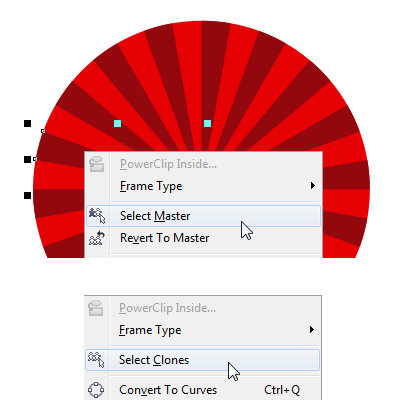 PowerClip Inside...
Frame Type
Select Master
Revert To Master
PowerClip Inside...
Frame Type
Select Clones
Convert To Curves Ctrl+Q